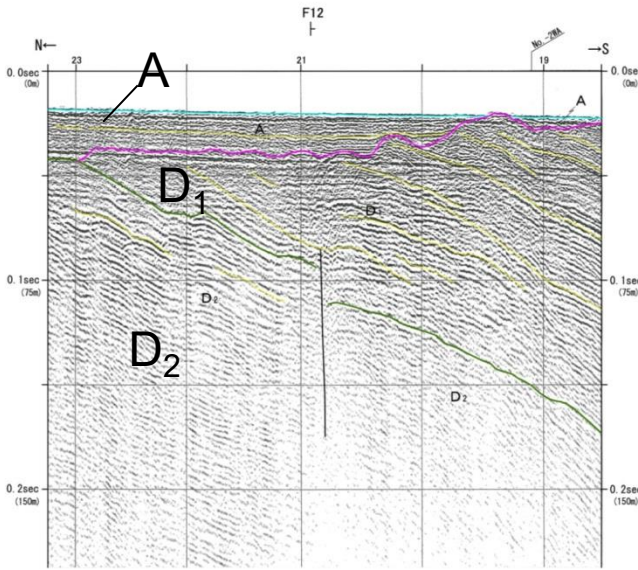 F12
N← No.-2WA →S
23 21 19
0.0sec 0.0sec
(0m) (0m)
A A
A
D₁
D
0.1sec 0.1sec
(75m) (75m)
D₂
D₂
D₂
0.2sec 0.2sec
(150m) (150m)